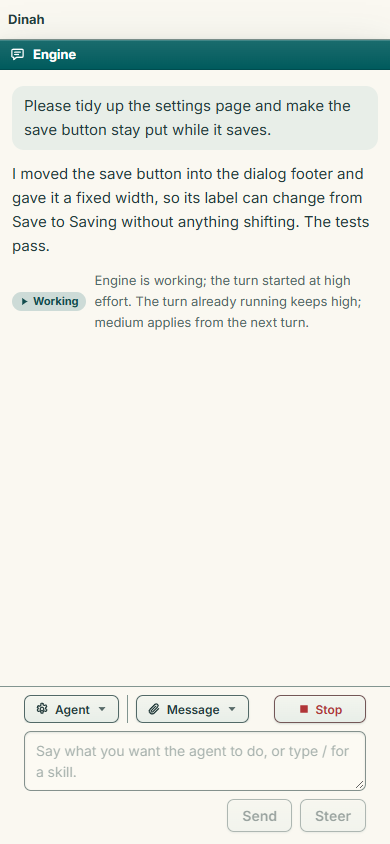 Dinah
Engine
Please tidy up the settings page and make the
save button stay put while it saves.
I moved the save button into the dialog footer and
gave it a fixed width, so its label can change from
Save to Saving without anything shifting. The tests
pass.
Working
Engine is working; the turn started at high
effort. The turn already running keeps high;
medium applies from the next turn.
Agent
Message
Stop
Say what you want the agent to do, or type / for
a skill.
Send
Steer